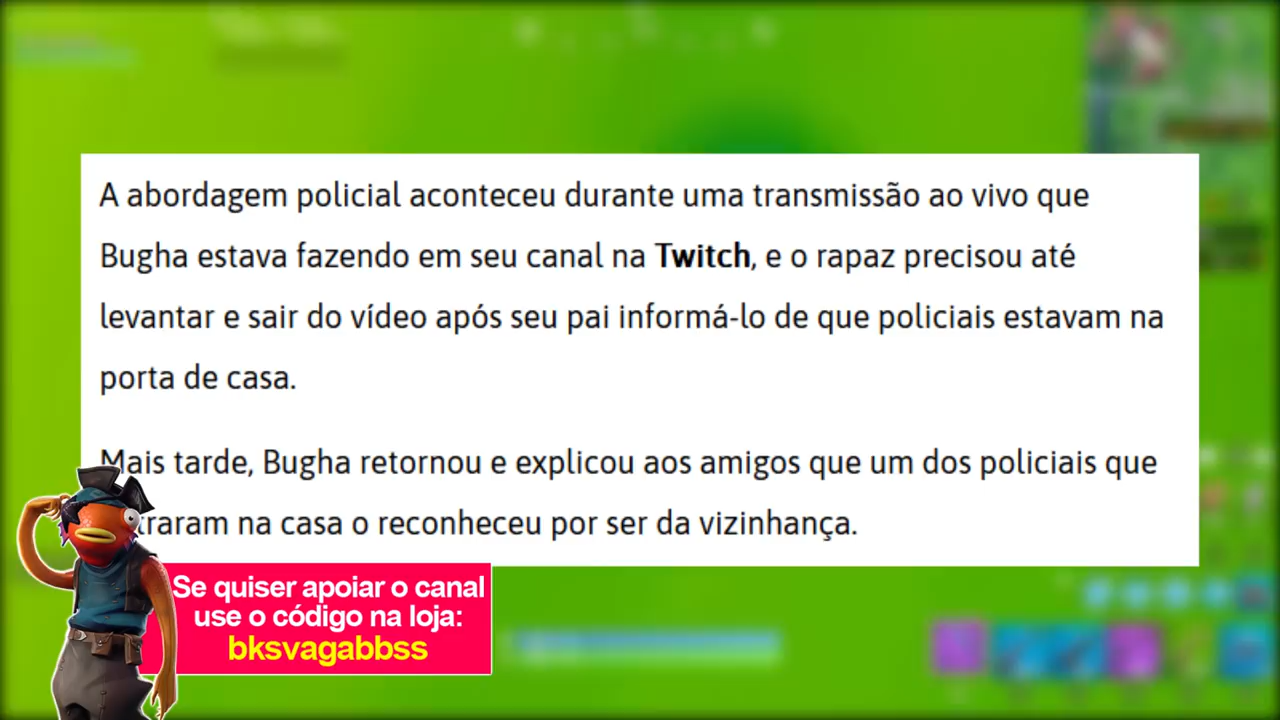 A abordagem policial aconteceu durante uma transmissão ao vivo que
Bugha estava fazendo em seu canal na Twitch, e o rapaz precisou até
levantar e sair do vídeo após seu pai informá-lo de que policiais estavam na
porta de casa.
Mais tarde, Bugha retornou e explicou aos amigos que um dos policiais que
traram na casa o reconheceu por ser da vizinhança.
Se quiser apoiar o canal
use o código na loja:
bksvagabbss